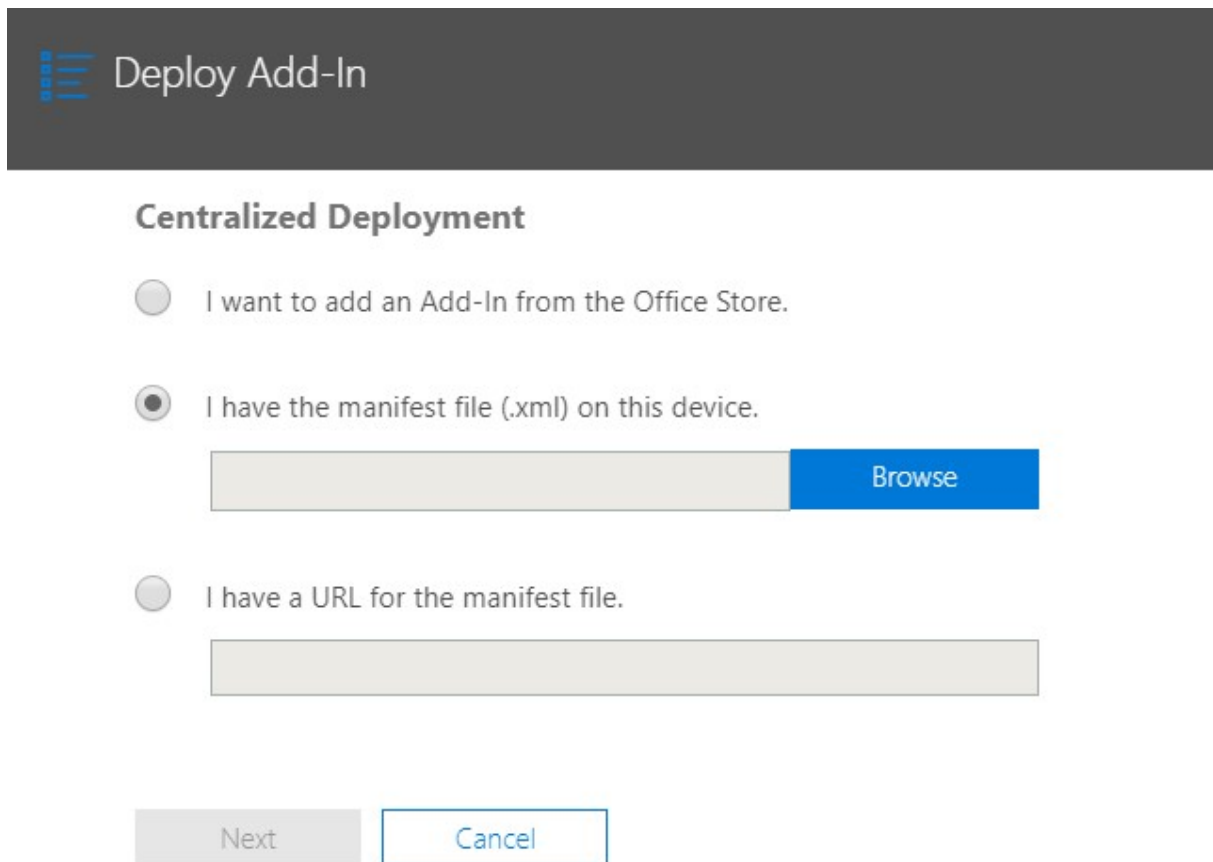 Deploy Add-In
Centralized Deployment
I want to add an Add-In from the Office Store.
I have the manifest file (.xml) on this device.
Browse
I have a URL for the manifest file.
Next Cancel